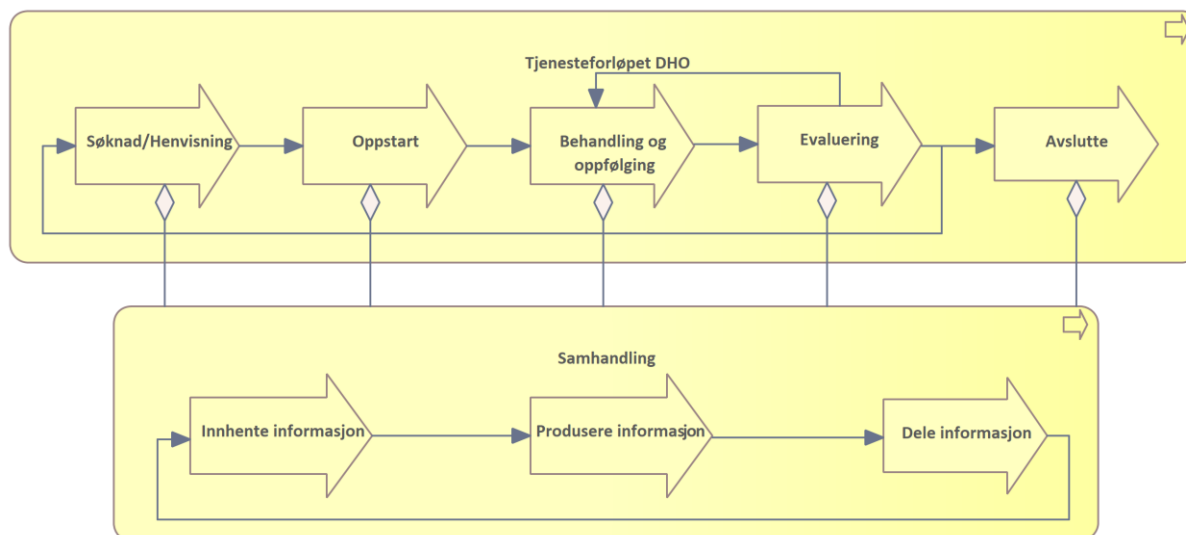 Tjenesteforløpet DHO
Søknad/Henvisning
Oppstart
Behandling og
oppfølging
Evaluering
Avslutte
Samhandling
Innhente informasjon
Produsere informasjon
Dele informasjon